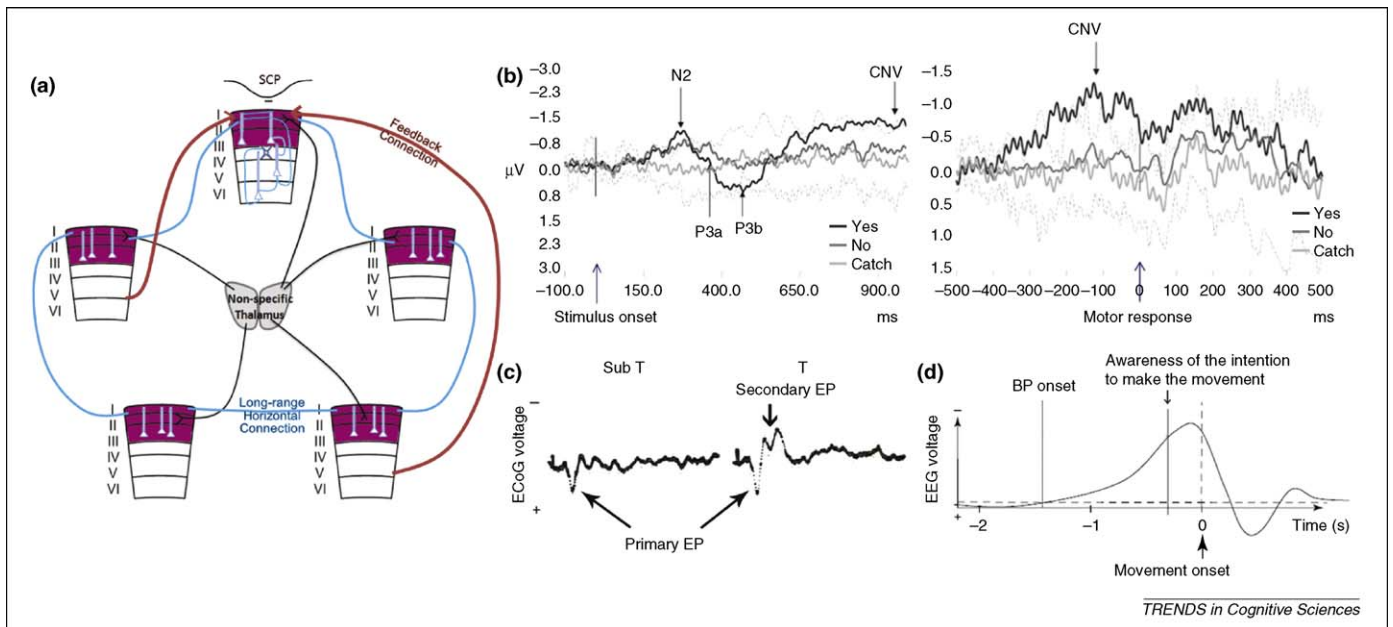 (a)
SCP
–
I
II
III
IV
V
VI
Feedback
Connection
I
II
III
IV
V
VI
I
II
III
IV
V
VI
Non-specific
Thalamus
I
II
III
IV
V
VI
Long-range
Horizontal
Connection
I
II
III
IV
V
VI
(b)
–3.0
–2.3
–1.5
–0.8
0.0
0.8
1.5
2.3
3.0
μV
N2
CNV
P3a
P3b
Yes
No
Catch
–100.0 150.0 400.0 650.0 900.0
Stimulus onset
ms
CNV
–1.5
–1.0
–0.5
0.0
0.5
1.0
1.5
Yes
No
Catch
–500 –400 –300 –200 –100 0 100 200 300 400 500
Motor response
ms
(c)
Sub T
T
Secondary EP
–
ECoG voltage
+
Primary EP
(d)
Awareness of the intention
to make the movement
BP onset
–
EEG voltage
+
–2 –1 0 Time (s)
Movement onset
TRENDS in Cognitive Sciences